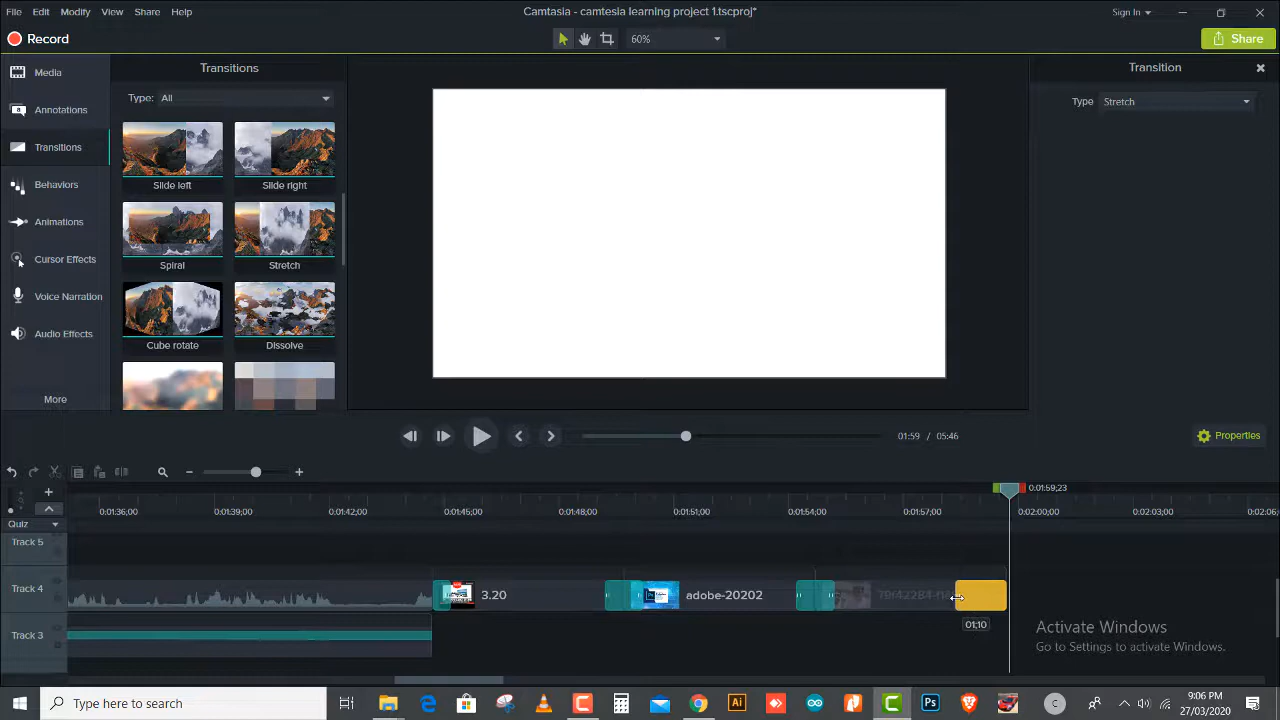 File Edit Modify View Share Help
Camtasia - camtesia learning project 1.tscproj*
Sign In
Record
60%
Share
Media
Annotations
Transitions
Behaviors
Animations
Cursor Effects
Voice Narration
Audio Effects
More
Transitions
Type: All
Slide left
Slide right
Spiral
Stretch
Cube rotate
Dissolve
Transition
Type Stretch
01:59 / 05:46
Properties
0:01:59;23
0:01:36;00 0:01:39;00 0:01:42;00 0:01:45;00 0:01:48;00 0:01:51;00 0:01:54;00 0:01:57;00 0:02:00;00 0:02:03;00 0:02:06;
Quiz
Track 5
Track 4
3.20
adobe-20202
01;10
Track 3
Activate Windows
Go to Settings to activate Windows.
Type here to search
9:06 PM
27/03/2020